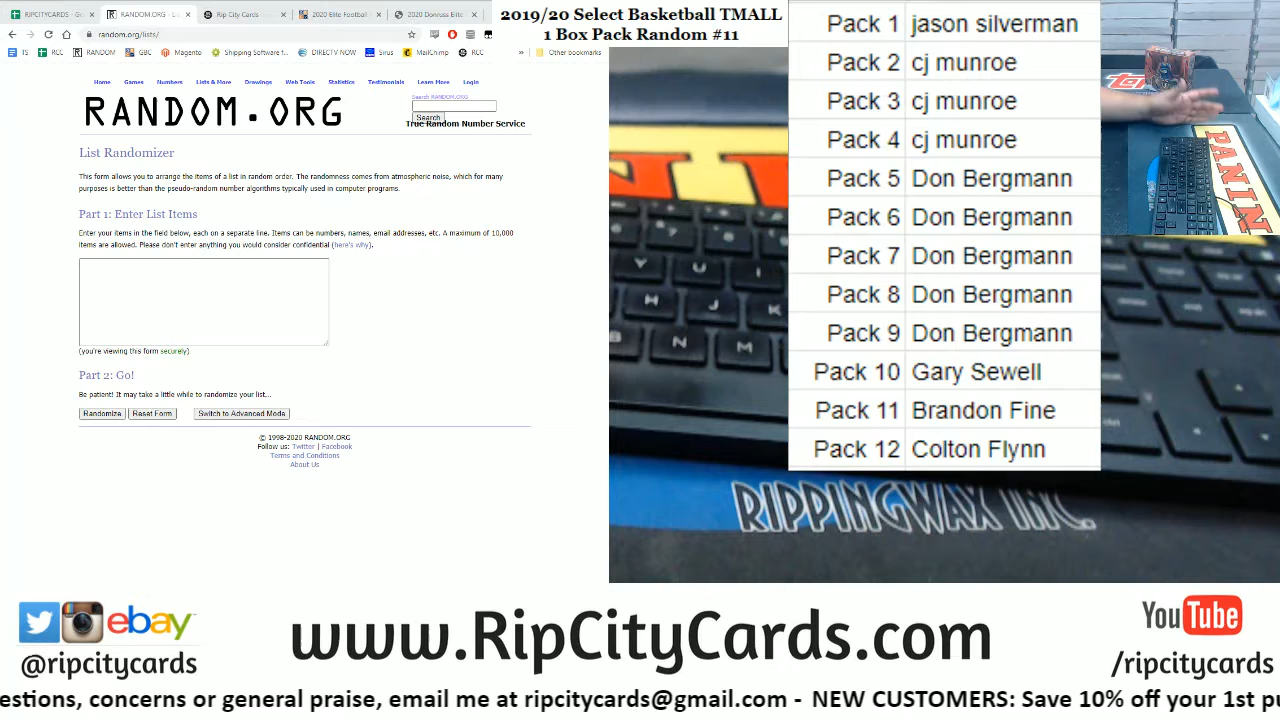 RIPCITYCARDS - Go
RANDOM.ORG - Lis
Rip City Cards
2020 Elite Football
2020 Donruss Elite
random.org/lists/
TS
RCC
RANDOM
GBC
Magento
Shipping Software f...
DIRECTV NOW
Sirus
MailChimp
RCC
»
Other bookmarks
Home
Games
Numbers
Lists & More
Drawings
Web Tools
Statistics
Testimonials
Learn More
Login
RANDOM.ORG
Search RANDOM.ORG
Search
True Random Number Service
List Randomizer
This form allows you to arrange the items of a list in random order. The randomness comes from atmospheric noise, which for many
purposes is better than the pseudo-random number algorithms typically used in computer programs.
Part 1: Enter List Items
Enter your items in the field below, each on a separate line. Items can be numbers, names, email addresses, etc. A maximum of 10,000
items are allowed. Please don't enter anything you would consider confidential (here's why).
(you're viewing this form securely)
Part 2: Go!
Be patient! It may take a little while to randomize your list...
Randomize
Reset Form
Switch to Advanced Mode
© 1998-2020 RANDOM.ORG
Follow us: Twitter | Facebook
Terms and Conditions
About Us
2019/20 Select Basketball TMALL
1 Box Pack Random #11
Pack 1 jason silverman
Pack 2 cj munroe
Pack 3 cj munroe
Pack 4 cj munroe
Pack 5 Don Bergmann
Pack 6 Don Bergmann
Pack 7 Don Bergmann
Pack 8 Don Bergmann
Pack 9 Don Bergmann
Pack 10 Gary Sewell
Pack 11 Brandon Fine
Pack 12 Colton Flynn
PANIN
Y
U
I
H
J
K
B
N
M
RIPPINGWAX INC.
ebay
@ripcitycards
www.RipCityCards.com
YouTube
/ripcitycards
estions, concerns or general praise, email me at ripcitycards@gmail.com - NEW CUSTOMERS: Save 10% off your 1st pu